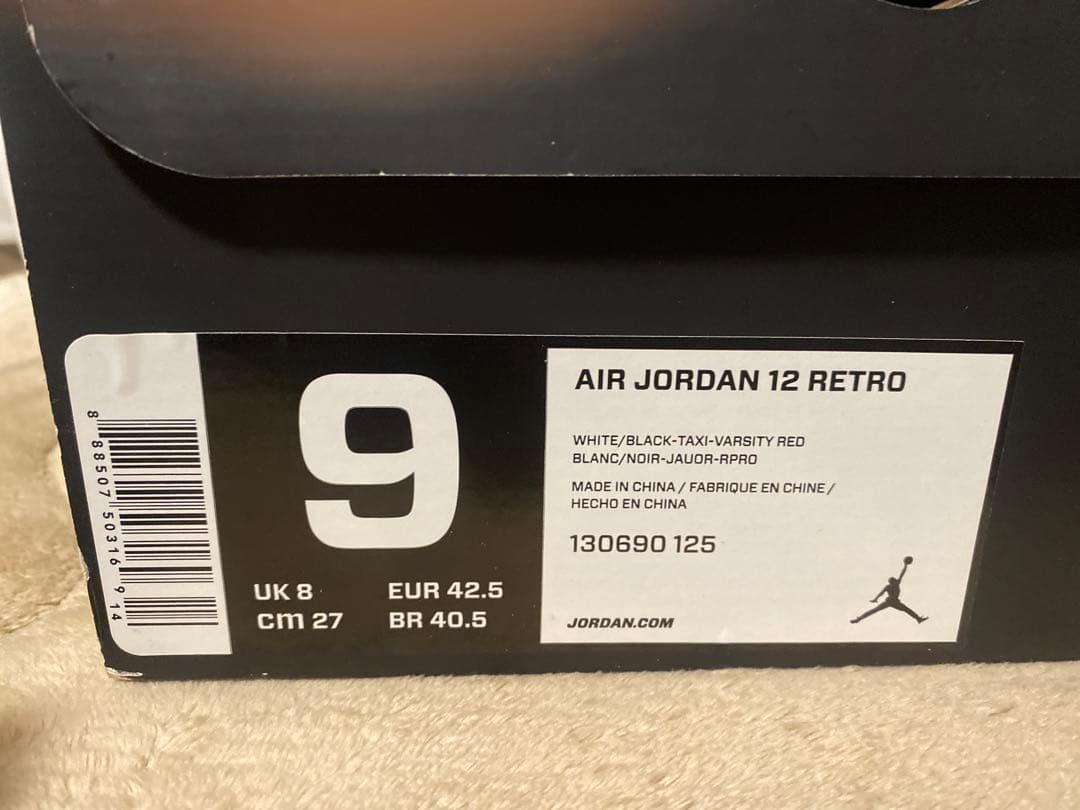 8 88507 50316 9 14
9
UK 8 EUR 42.5
cm 27 BR 40.5
AIR JORDAN 12 RETRO
WHITE/BLACK-TAXI-VARSITY RED
BLANC/NOIR-JAUOR-RPRO
MADE IN CHINA / FABRIQUE EN CHINE /
HECHO EN CHINA
130690 125
JORDAN.COM